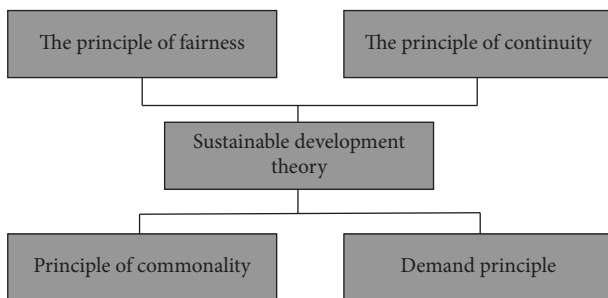 The principle of fairness
The principle of continuity
Sustainable development
theory
Principle of commonality
Demand principle